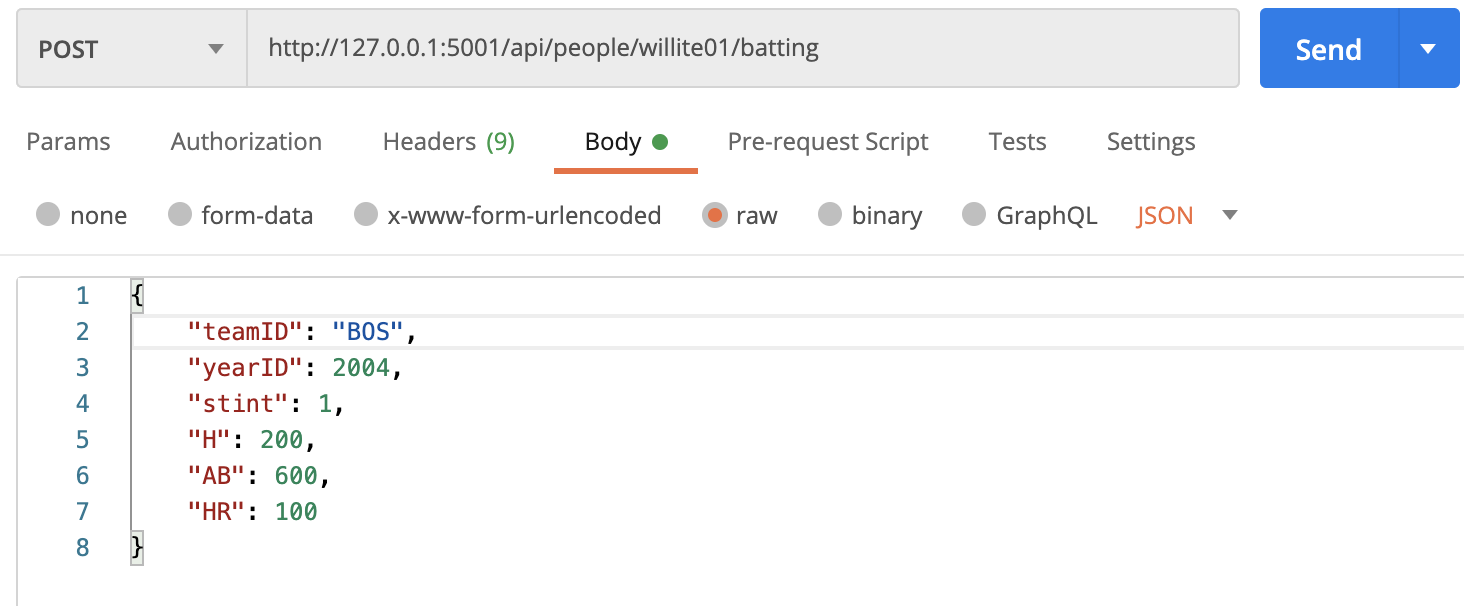 POST http://127.0.0.1:5001/api/people/willite01/batting Send
Params Authorization Headers (9) Body Pre-request Script Tests Settings
none form-data x-www-form-urlencoded raw binary GraphQL JSON
1 {
2 "teamID": "BOS",
3 "yearID": 2004,
4 "stint": 1,
5 "H": 200,
6 "AB": 600,
7 "HR": 100
8 }